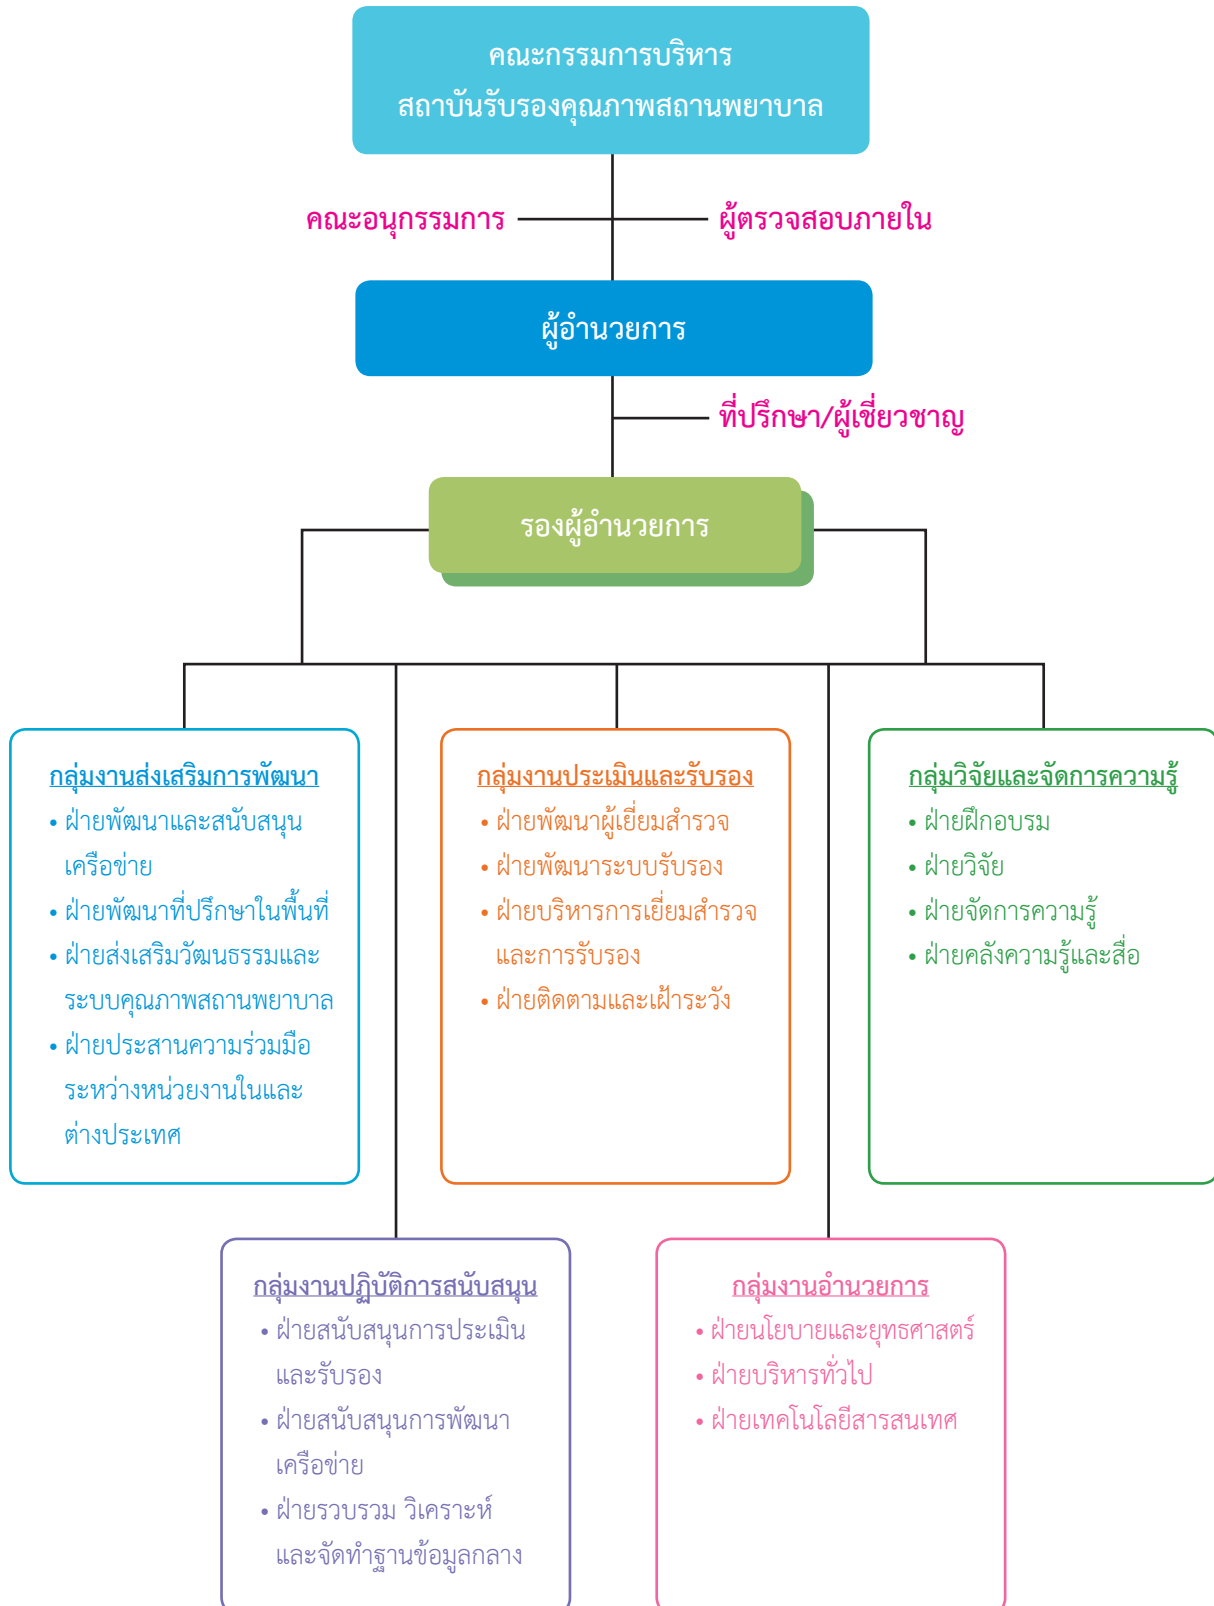 คณะกรรมการบริหาร
สถาบันรับรองคุณภาพสถานพยาบาล
คณะอนุกรรมการ
ผู้ตรวจสอบภายใน
ผู้อำนวยการ
ที่ปรึกษา/ผู้เชี่ยวชาญ
รองผู้อำนวยการ
กลุ่มงานส่งเสริมการพัฒนา
• ฝ่ายพัฒนาและสนับสนุน
เครือข่าย
• ฝ่ายพัฒนาที่ปรึกษาในพื้นที่
• ฝ่ายส่งเสริมวัฒนธรรมและ
ระบบคุณภาพสถานพยาบาล
• ฝ่ายประสานความร่วมมือ
ระหว่างหน่วยงานในและ
ต่างประเทศ
กลุ่มงานประเมินและรับรอง
• ฝ่ายพัฒนาผู้เยี่ยมสำรวจ
• ฝ่ายพัฒนาระบบรับรอง
• ฝ่ายบริหารการเยี่ยมสำรวจ
และการรับรอง
• ฝ่ายติดตามและเฝ้าระวัง
กลุ่มวิจัยและจัดการความรู้
• ฝ่ายฝึกอบรม
• ฝ่ายวิจัย
• ฝ่ายจัดการความรู้
• ฝ่ายคลังความรู้และสื่อ
กลุ่มงานปฏิบัติการสนับสนุน
• ฝ่ายสนับสนุนการประเมิน
และรับรอง
• ฝ่ายสนับสนุนการพัฒนา
เครือข่าย
• ฝ่ายรวบรวม วิเคราะห์
และจัดทำฐานข้อมูลกลาง
กลุ่มงานอำนวยการ
• ฝ่ายนโยบายและยุทธศาสตร์
• ฝ่ายบริหารทั่วไป
• ฝ่ายเทคโนโลยีสารสนเทศ